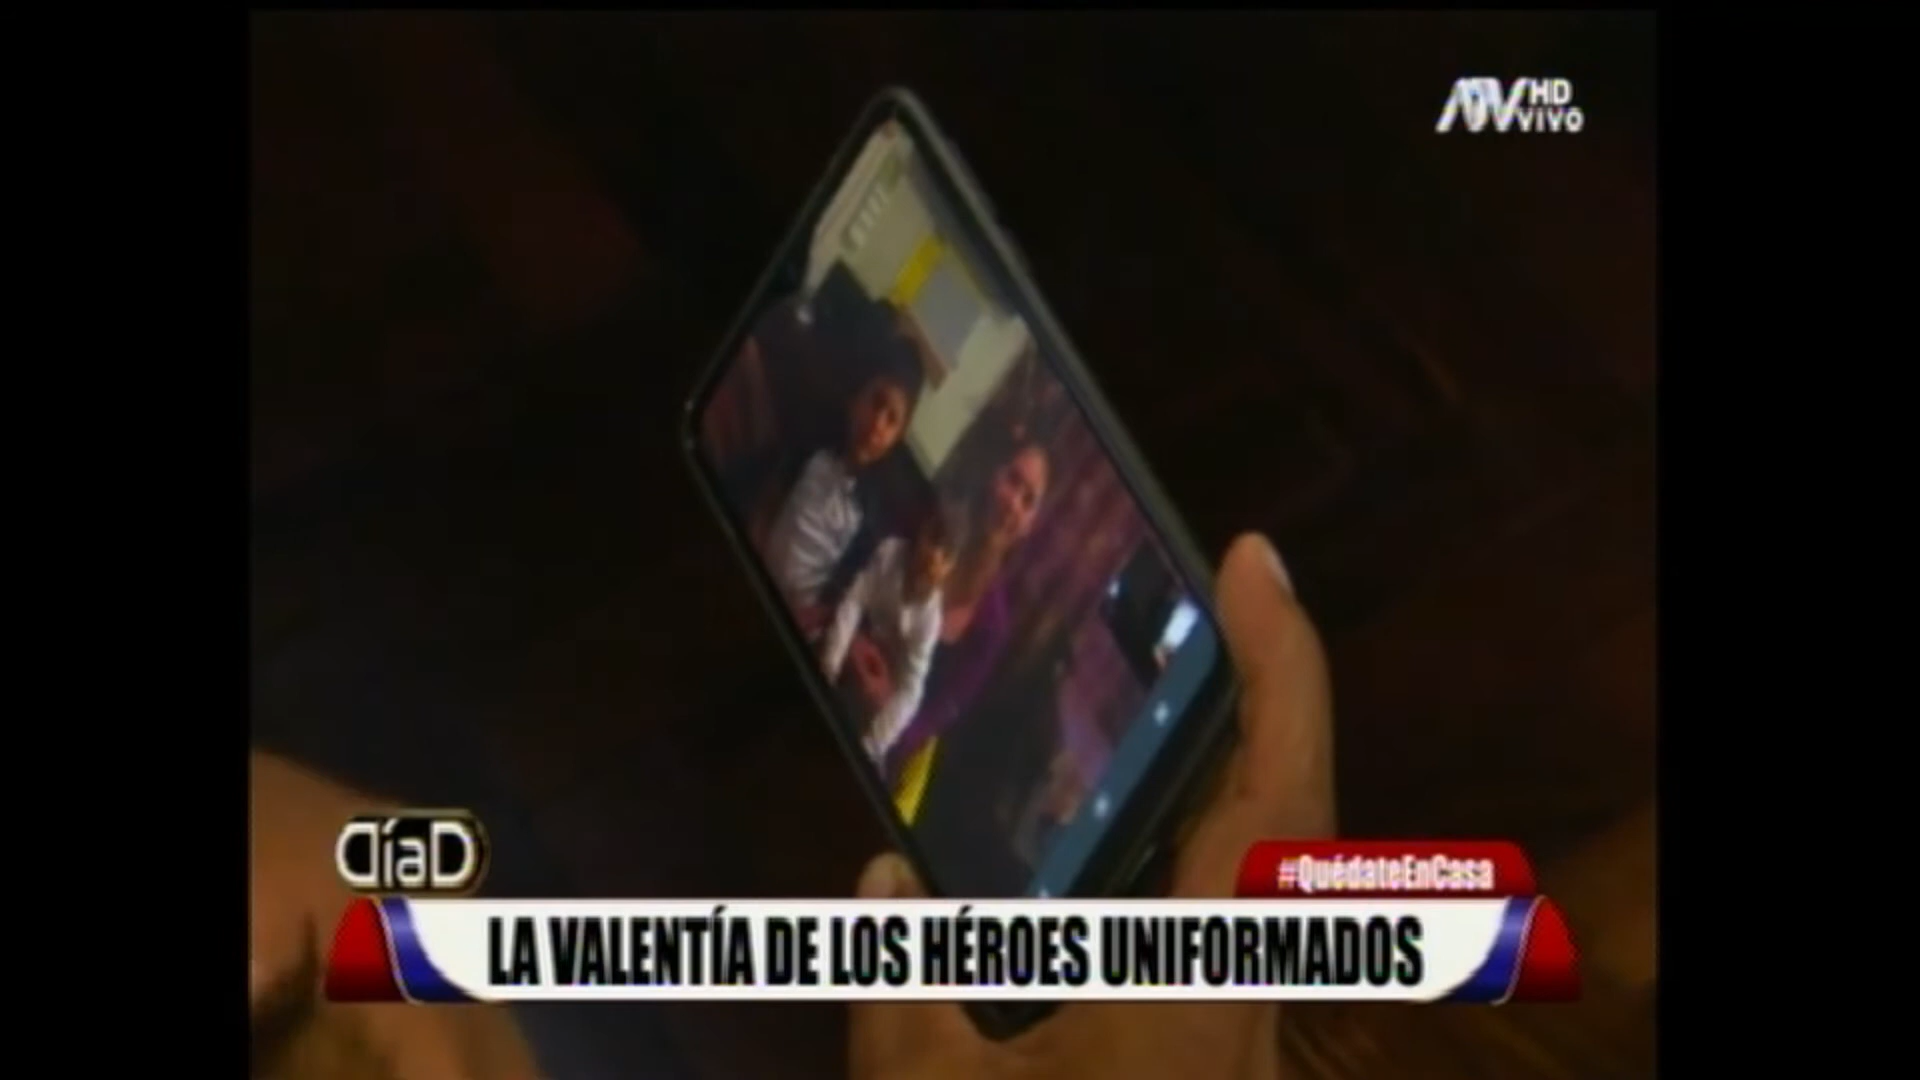 ATV HD
VIVO
DíaD
#QuédateEnCasa
LA VALENTÍA DE LOS HÉROES UNIFORMADOS